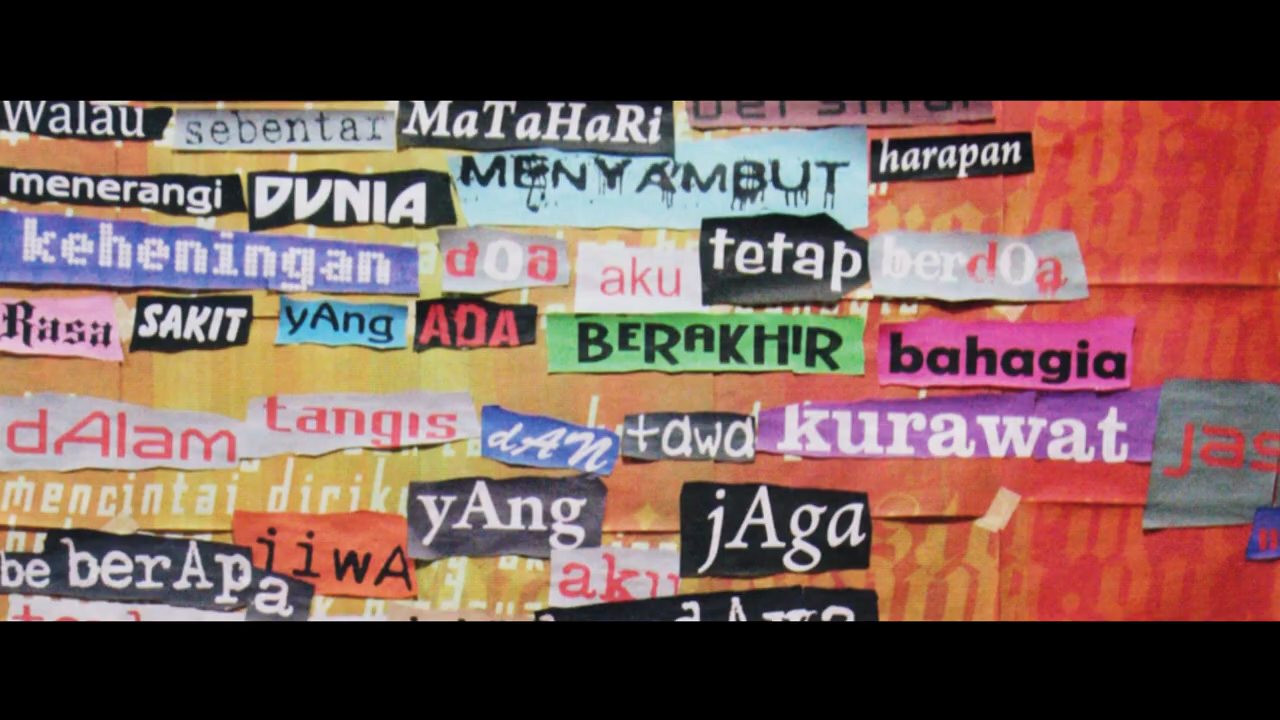 Walau sebentar MaTaHaRi bersinar
menerangi DUNIA MENYAMBUT harapan
keheningan dOa aku tetap berdOa
Rasa SAKIT yAng ADA BERAKHIR bahagia
dAlam tangis dAN tawa kurawat
mencintai diriku yAng jAga
be berApa jiwA aku